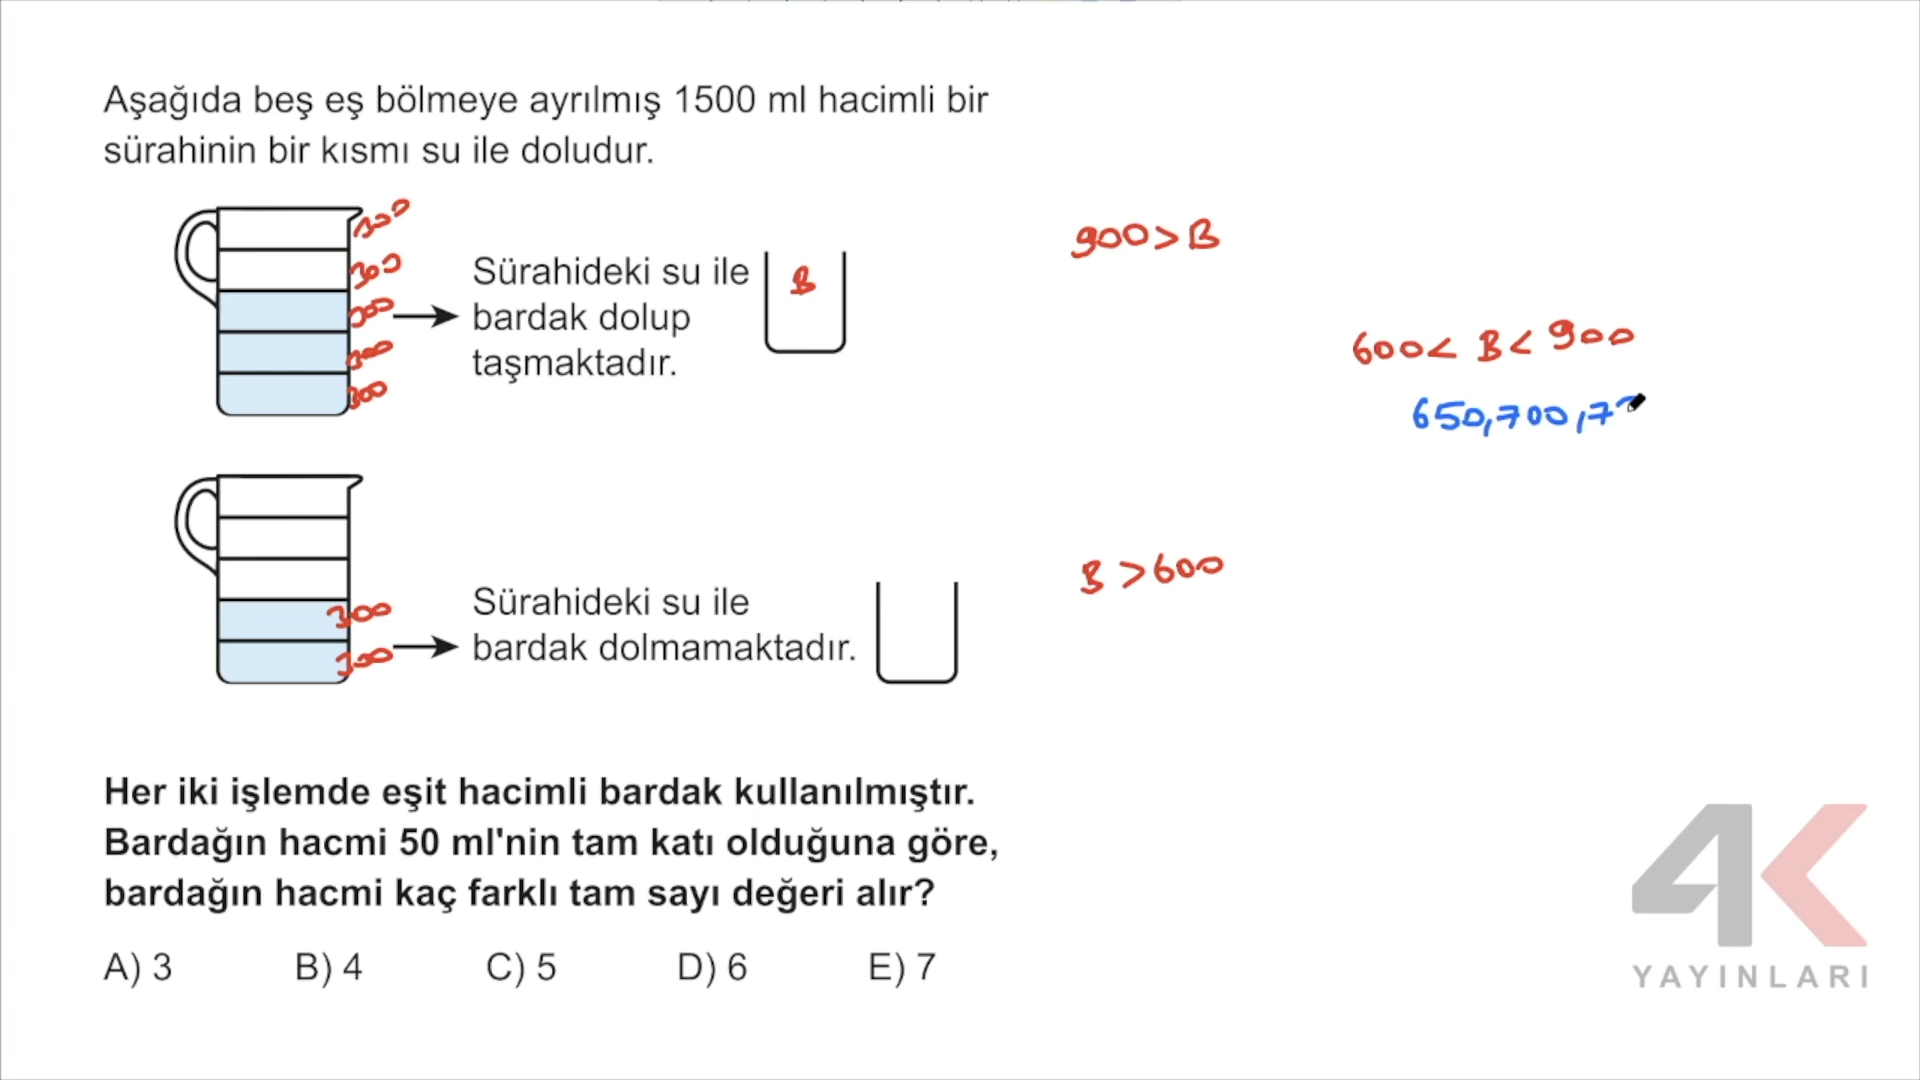 Aşağıda beş eş bölmeye ayrılmış 1500 ml hacimli bir
sürahinin bir kısmı su ile doludur.
300
300
300
300
300
Sürahideki su ile
bardak dolup
taşmaktadır.
B
900 > B
600 < B < 900
650, 700, 7
300
300
Sürahideki su ile
bardak dolmamaktadır.
B > 600
Her iki işlemde eşit hacimli bardak kullanılmıştır.
Bardağın hacmi 50 ml'nin tam katı olduğuna göre,
bardağın hacmi kaç farklı tam sayı değeri alır?
A) 3 B) 4 C) 5 D) 6 E) 7
4K
YAYINLARI